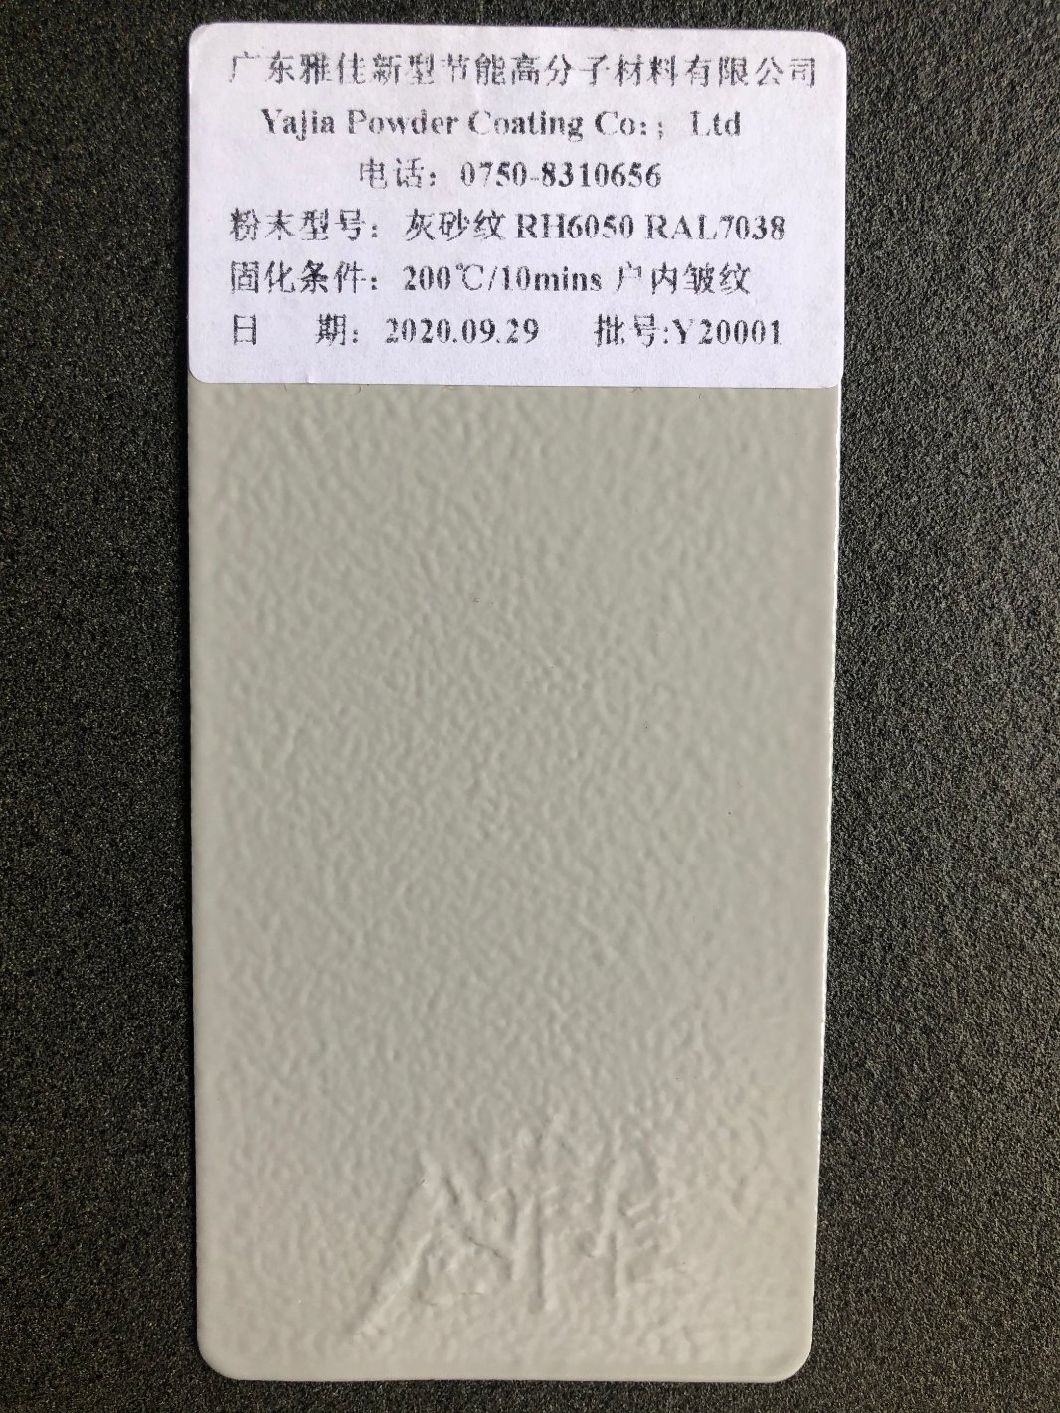 广东雅佳新型节能高分子材料有限公司
Yajia Powder Coating Co:; Ltd
电话：0750-8310656
粉末型号：灰砂纹 RH6050 RAL7038
固化条件：200℃/10mins 户内皱纹
日 期：2020.09.29 批号:Y20001